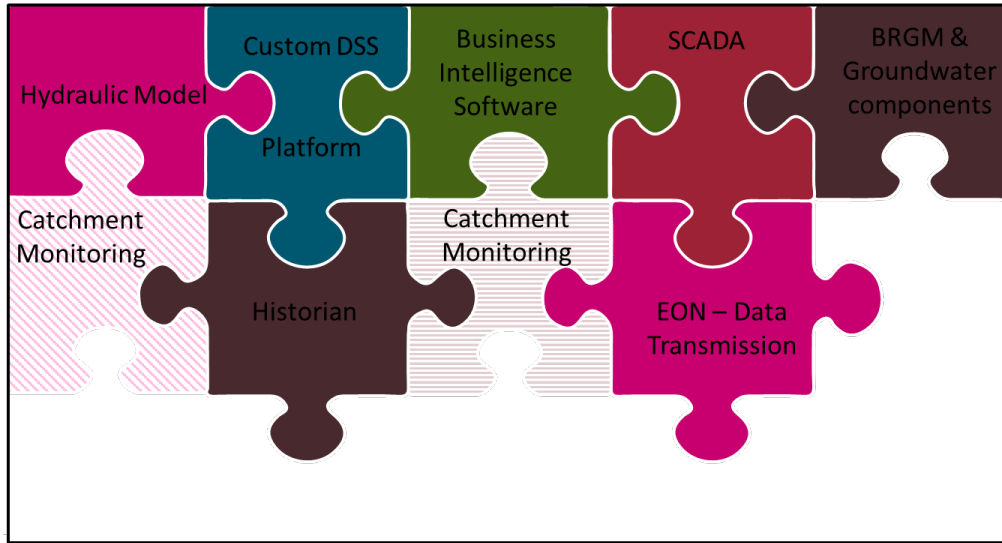 Hydraulic Model
Custom DSS
Platform
Business
Intelligence
Software
SCADA
BRGM &
Groundwater
components
Catchment
Monitoring
Historian
Catchment
Monitoring
EON – Data
Transmission